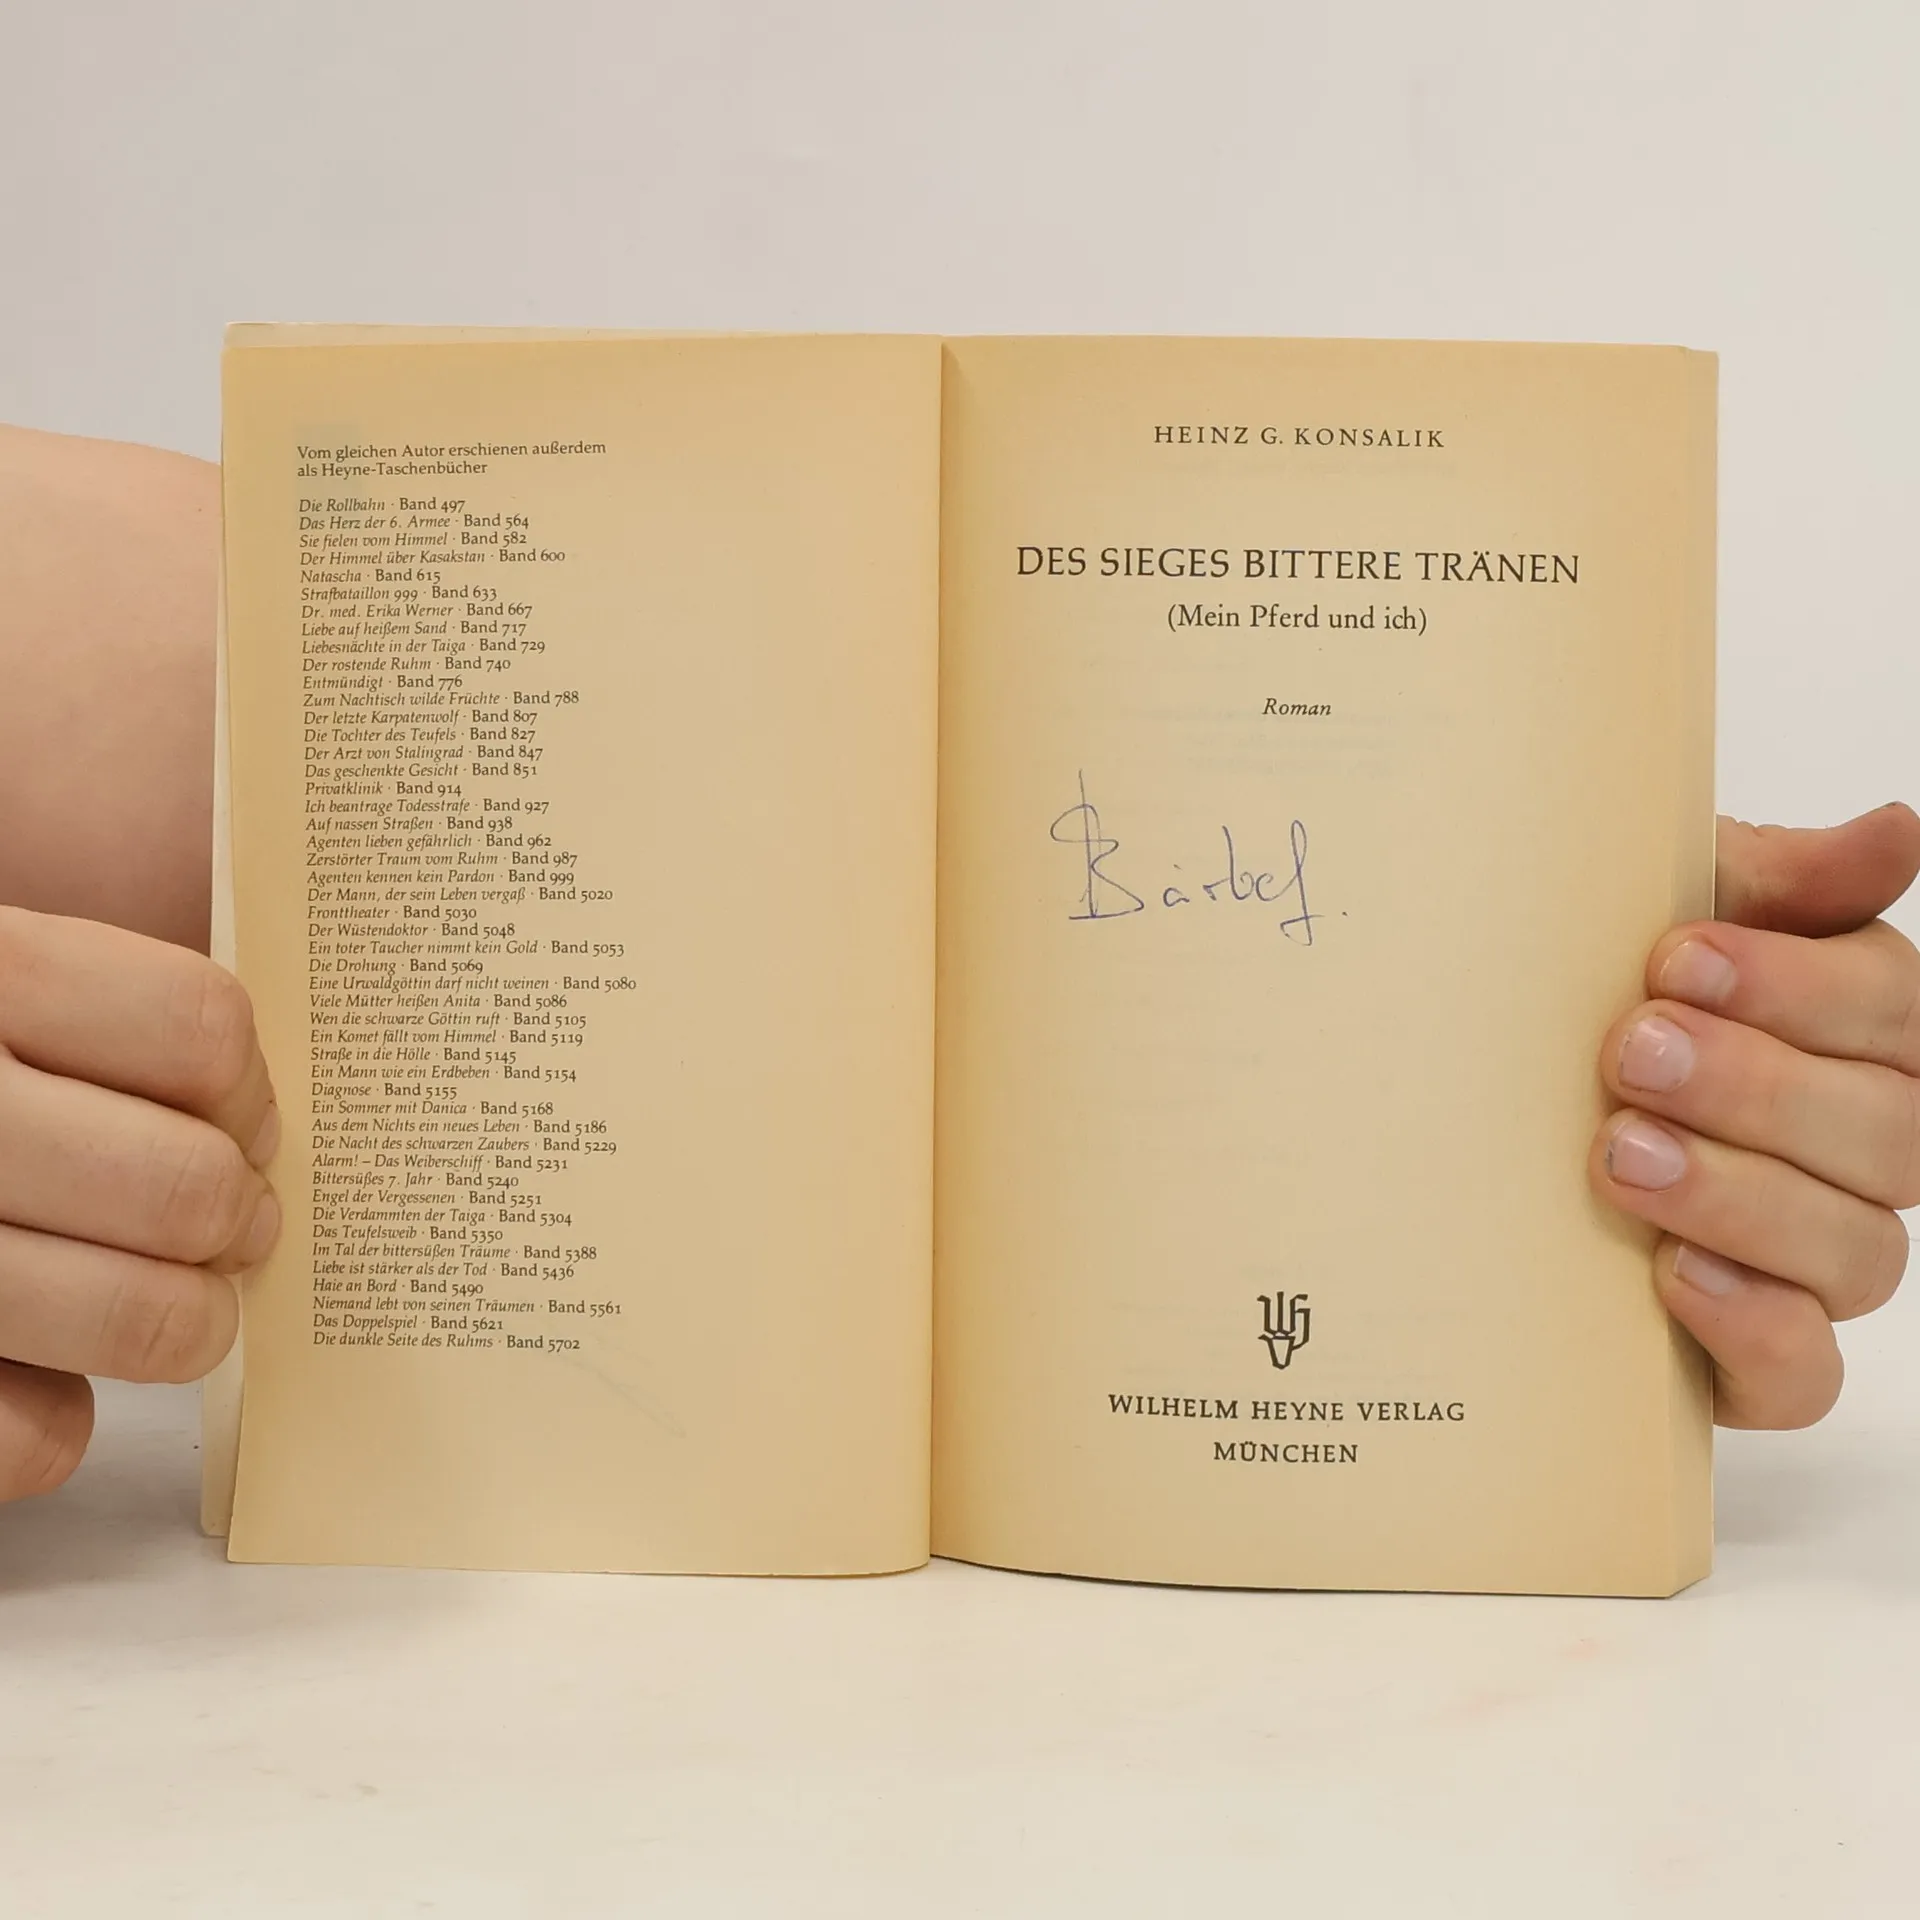 Vom gleichen Autor erschienen außerdem
als Heyne-Taschenbücher
Die Rollbahn · Band 497
Das Herz der 6. Armee · Band 564
Sie fielen vom Himmel · Band 582
Der Himmel über Kasakstan · Band 600
Natascha · Band 615
Strafbataillon 999 · Band 633
Dr. med. Erika Werner · Band 667
Liebe auf heißem Sand · Band 717
Liebesnächte in der Taiga · Band 729
Der rostende Ruhm · Band 740
Entmündigt · Band 776
Zum Nachtisch wilde Früchte · Band 788
Der letzte Karpatenwolf · Band 807
Die Tochter des Teufels · Band 827
Der Arzt von Stalingrad · Band 847
Das geschenkte Gesicht · Band 851
Privatklinik · Band 914
Ich beantrage Todesstrafe · Band 927
Auf nassen Straßen · Band 938
Agenten lieben gefährlich · Band 962
Zerstörter Traum vom Ruhm · Band 987
Agenten kennen kein Pardon · Band 999
Der Mann, der sein Leben vergaß · Band 5020
Fronttheater · Band 5030
Der Wüstendoktor · Band 5048
Ein toter Taucher nimmt kein Gold · Band 5053
Die Drohung · Band 5069
Eine Urwaldgöttin darf nicht weinen · Band 5080
Viele Mütter heißen Anita · Band 5086
Wen die schwarze Göttin ruft · Band 5105
Ein Komet fällt vom Himmel · Band 5119
Straße in die Hölle · Band 5145
Ein Mann wie ein Erdbeben · Band 5154
Diagnose · Band 5155
Ein Sommer mit Danica · Band 5168
Aus dem Nichts ein neues Leben · Band 5186
Die Nacht des schwarzen Zaubers · Band 5229
Alarm! – Das Weiberschiff · Band 5231
Bittersüßes 7. Jahr · Band 5240
Engel der Vergessenen · Band 5251
Die Verdammten der Taiga · Band 5304
Das Teufelsweib · Band 5350
Im Tal der bittersüßen Träume · Band 5388
Liebe ist stärker als der Tod · Band 5436
Haie an Bord · Band 5490
Niemand lebt von seinen Träumen · Band 5561
Das Doppelspiel · Band 5621
Die dunkle Seite des Ruhms · Band 5702
HEINZ G. KONSALIK
DES SIEGES BITTERE TRÄNEN
(Mein Pferd und ich)
Roman
Bärbel.
WILHELM HEYNE VERLAG
MÜNCHEN